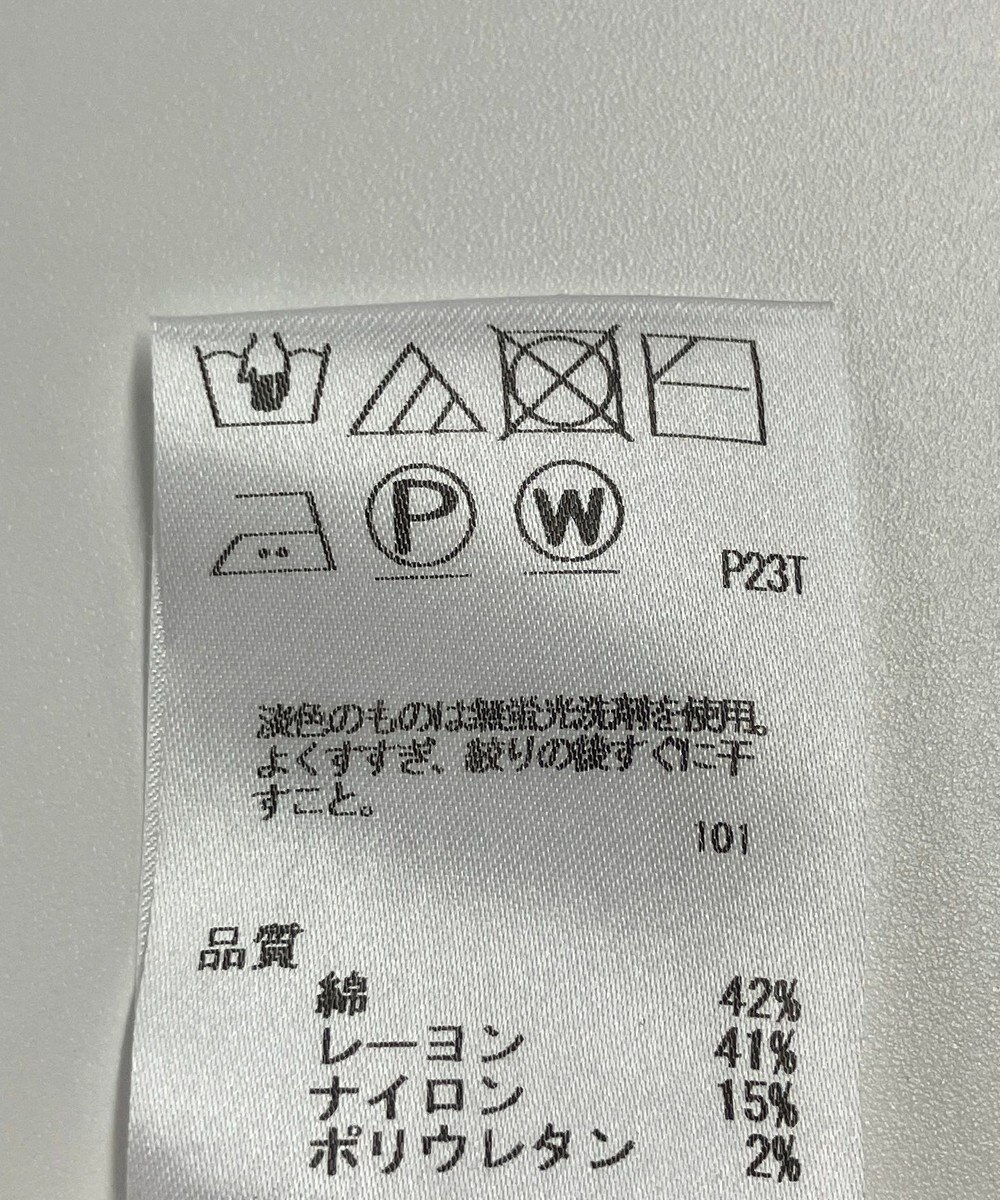 P
W
P23T
淡色のものは無蛍光洗剤を使用。
よくすすぎ、絞りの後すぐに干
すこと。
101
品質
綿 42%
レーヨン 41%
ナイロン 15%
ポリウレタン 2%